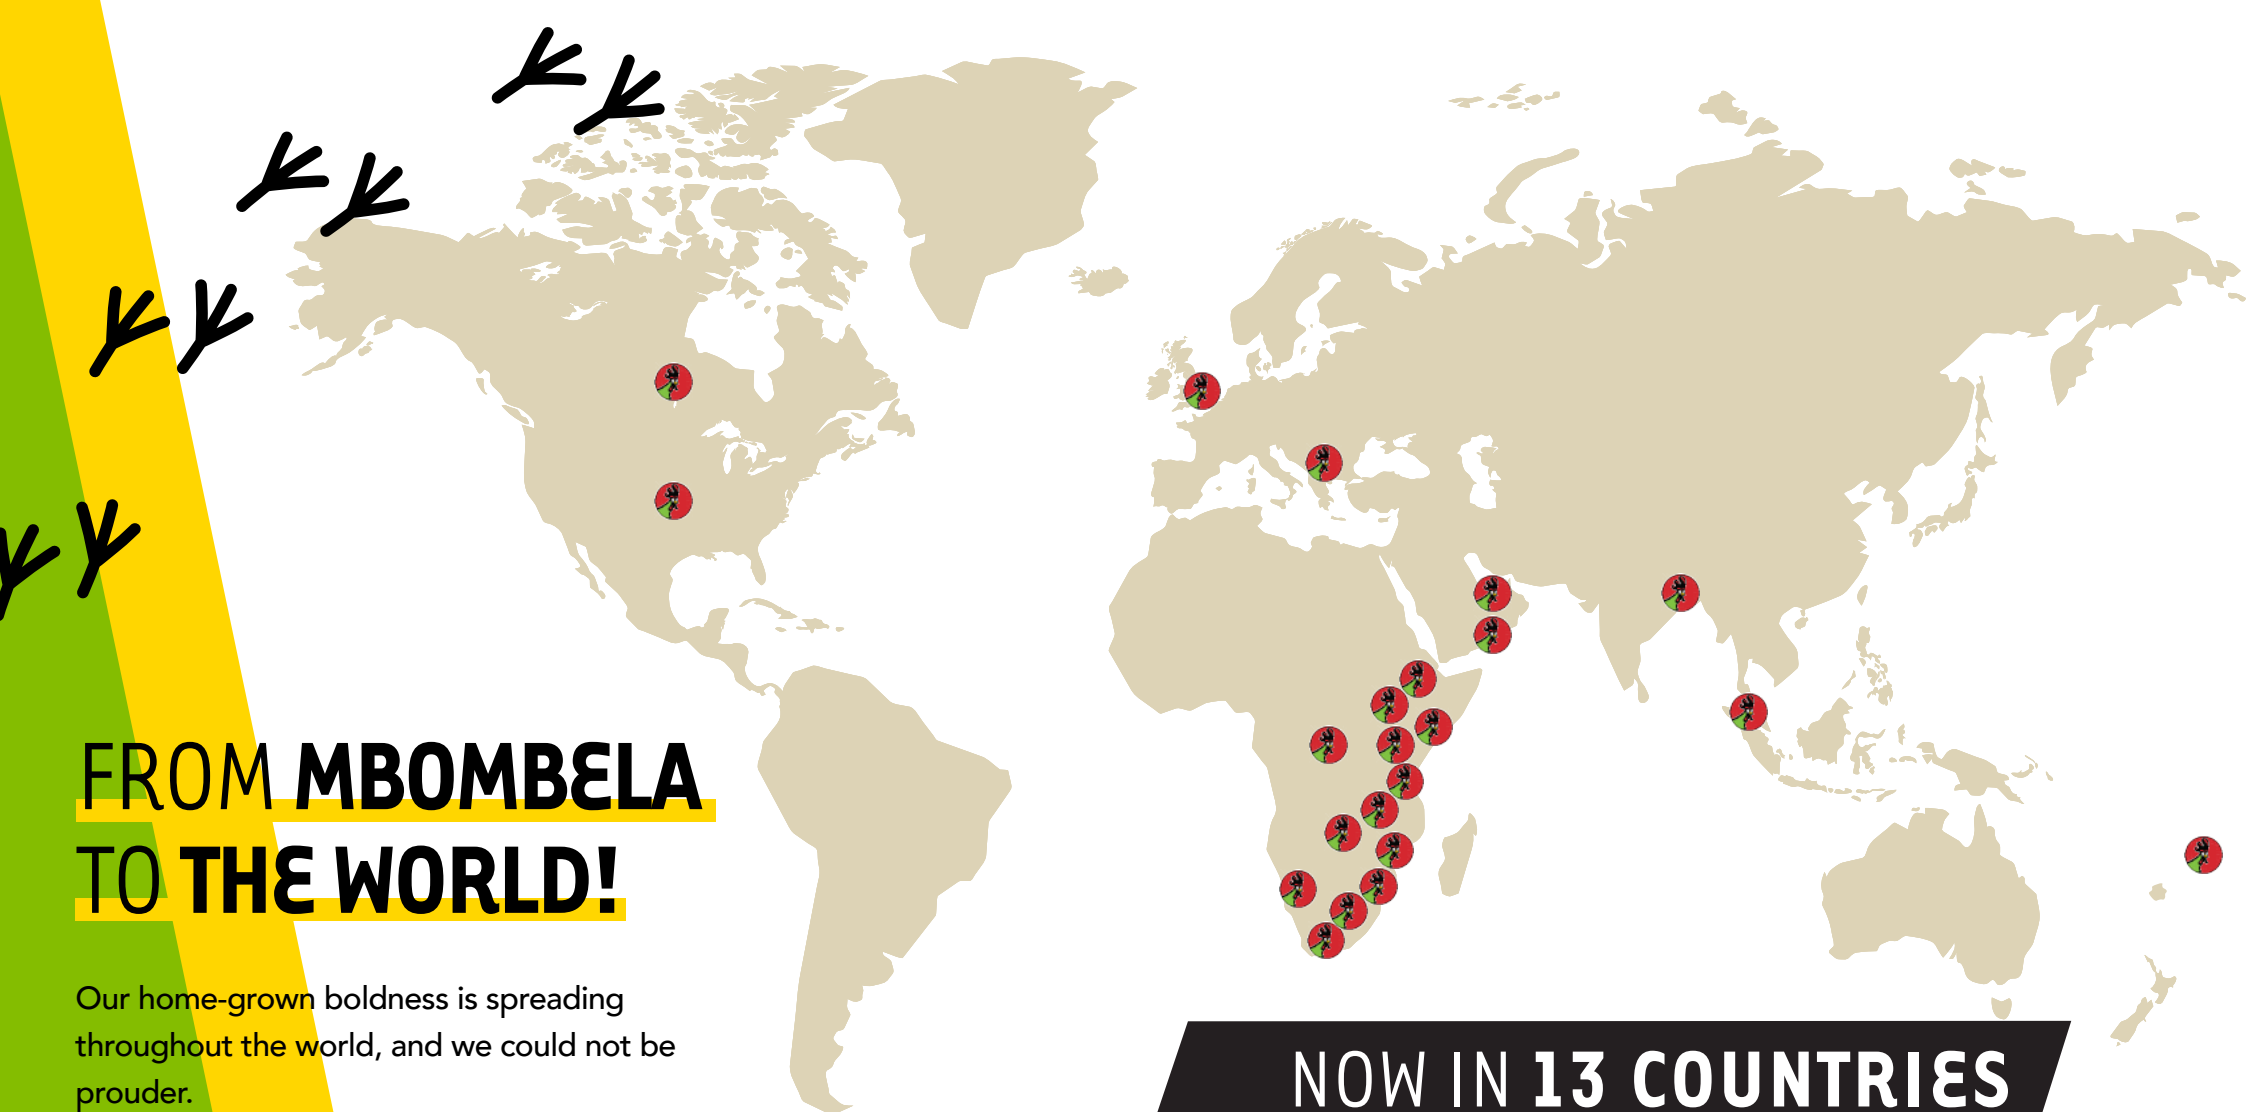 FROM MBOMBELA
TO THE WORLD!
Our home-grown boldness is spreading
throughout the world, and we could not be
prouder.
NOW IN 13 COUNTRIES